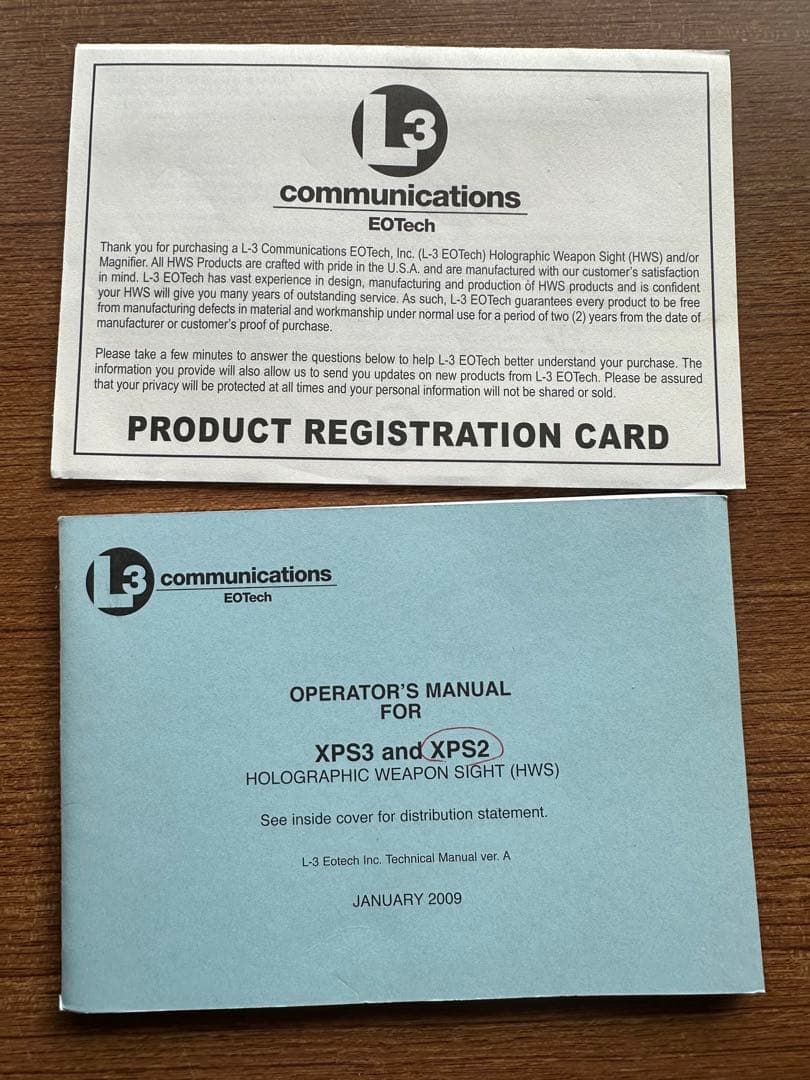 L3
communications
EOTech
Thank you for purchasing a L-3 Communications EOTech, Inc. (L-3 EOTech) Holographic Weapon Sight (HWS) and/or
Magnifier. All HWS Products are crafted with pride in the U.S.A. and are manufactured with our customer's satisfaction
in mind. L-3 EOTech has vast experience in design, manufacturing and production of HWS products and is confident
your HWS will give you many years of outstanding service. As such, L-3 EOTech guarantees every product to be free
from manufacturing defects in material and workmanship under normal use for a period of two (2) years from the date of
manufacturer or customer's proof of purchase.
Please take a few minutes to answer the questions below to help L-3 EOTech better understand your purchase. The
information you provide will also allow us to send you updates on new products from L-3 EOTech. Please be assured
that your privacy will be protected at all times and your personal information will not be shared or sold.
PRODUCT REGISTRATION CARD
L3 communications
EOTech
OPERATOR'S MANUAL
FOR
XPS3 and XPS2
HOLOGRAPHIC WEAPON SIGHT (HWS)
See inside cover for distribution statement.
L-3 Eotech Inc. Technical Manual ver. A
JANUARY 2009